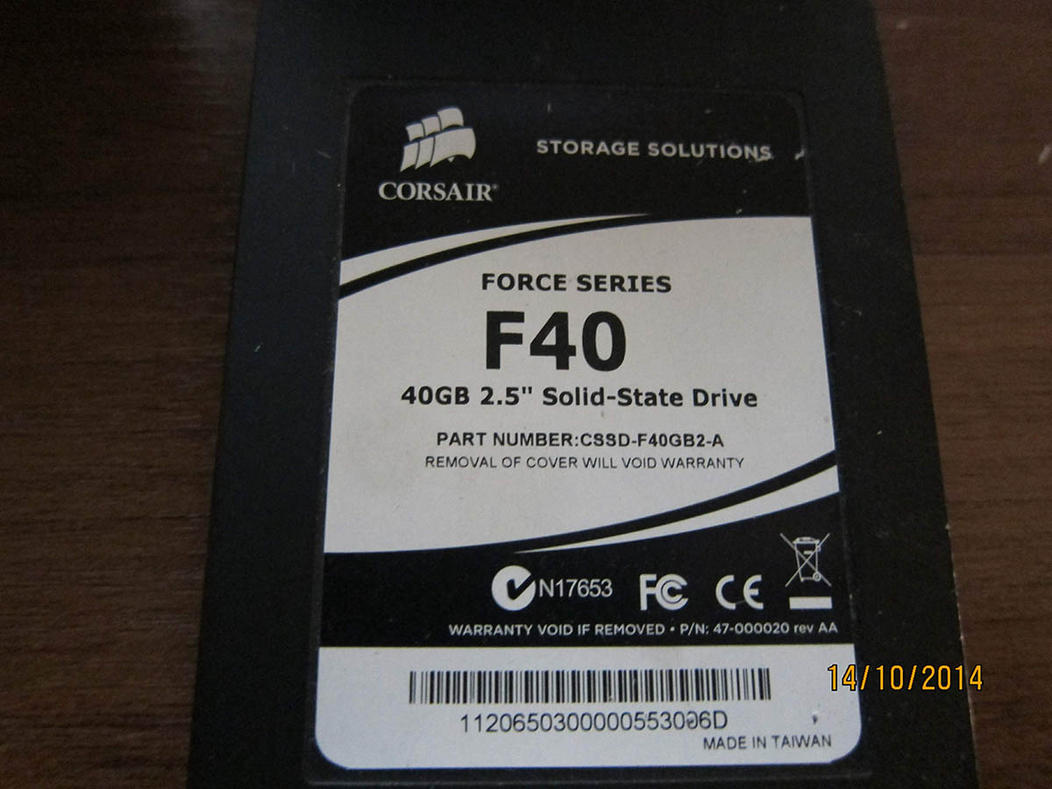 CORSAIR
STORAGE SOLUTIONS
FORCE SERIES
F40
40GB 2.5" Solid-State Drive
PART NUMBER:CSSD-F40GB2-A
REMOVAL OF COVER WILL VOID WARRANTY
N17653 FC CE
WARRANTY VOID IF REMOVED • P/N: 47-000020 rev AA
14/10/2014
11206503000005530​06D
MADE IN TAIWAN